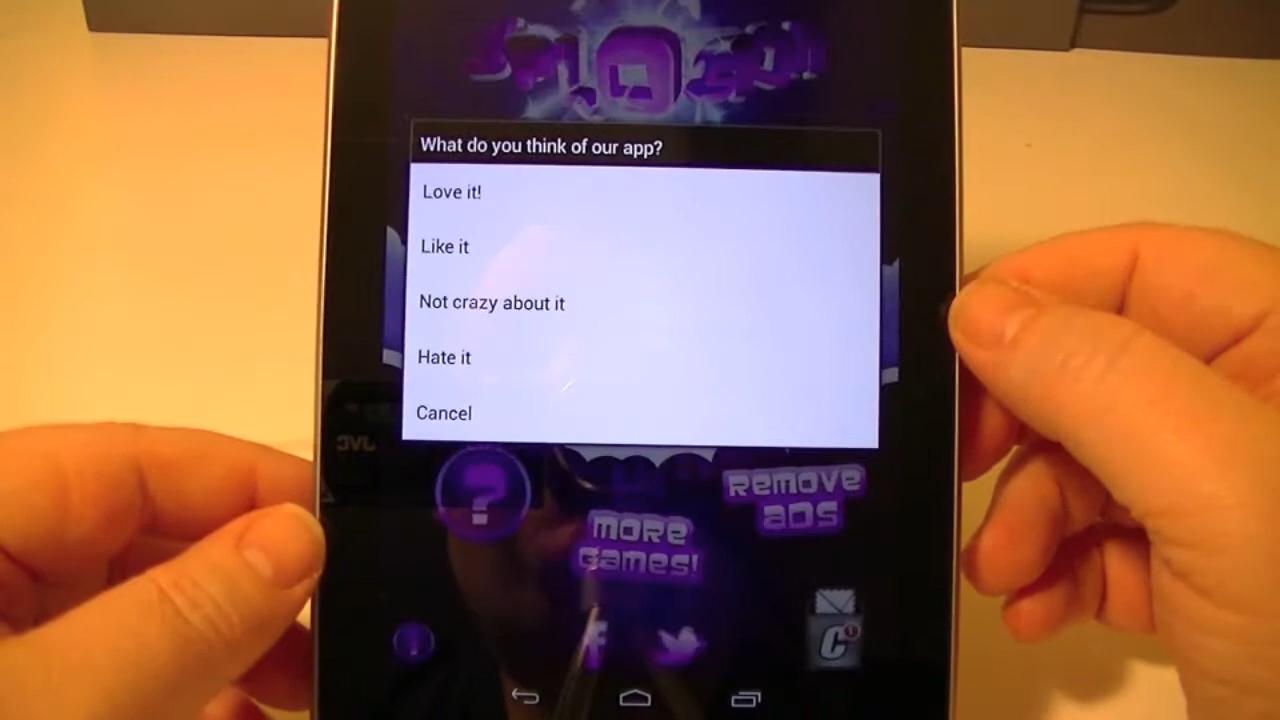 What do you think of our app?
Love it!
Like it
Not crazy about it
Hate it
Cancel
JVC
?
REMOVE
ADS
MORE
GAMES!
f
C